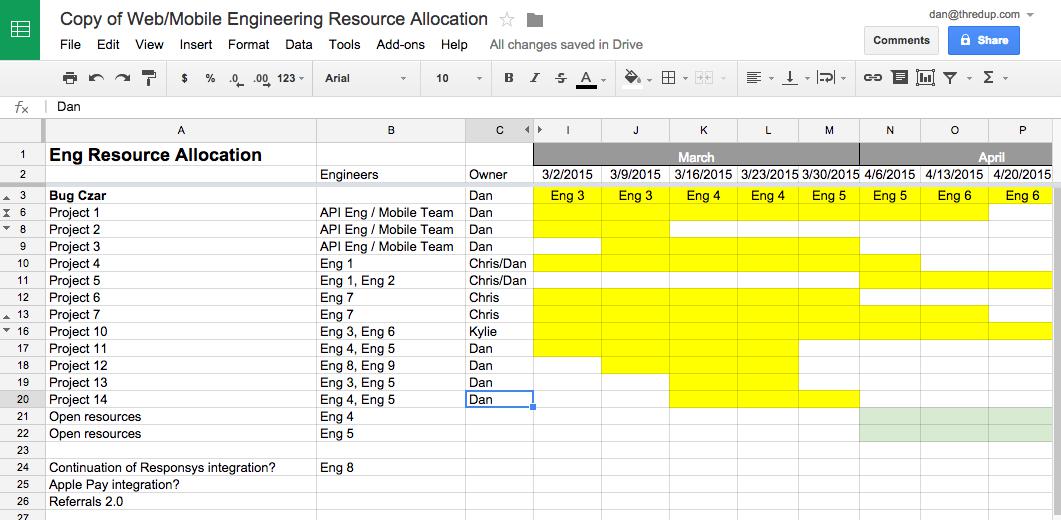 Copy of Web/Mobile Engineering Resource Allocation
dan@thredup.com
File Edit View Insert Format Data Tools Add-ons Help All changes saved in Drive
Comments Share
$ % .0 .00 123 Arial 10 B I S A Σ
fx Dan
A B C I J K L M N O P
1 Eng Resource Allocation March April
2 Engineers Owner 3/2/2015 3/9/2015 3/16/2015 3/23/2015 3/30/2015 4/6/2015 4/13/2015 4/20/2015
3 Bug Czar Dan Eng 3 Eng 3 Eng 4 Eng 4 Eng 5 Eng 5 Eng 6 Eng 6
6 Project 1 API Eng / Mobile Team Dan
8 Project 2 API Eng / Mobile Team Dan
9 Project 3 API Eng / Mobile Team Dan
10 Project 4 Eng 1 Chris/Dan
11 Project 5 Eng 1, Eng 2 Chris/Dan
12 Project 6 Eng 7 Chris
13 Project 7 Eng 7 Chris
16 Project 10 Eng 3, Eng 6 Kylie
17 Project 11 Eng 4, Eng 5 Dan
18 Project 12 Eng 8, Eng 9 Dan
19 Project 13 Eng 3, Eng 5 Dan
20 Project 14 Eng 4, Eng 5 Dan
21 Open resources Eng 4
22 Open resources Eng 5
23
24 Continuation of Responsys integration? Eng 8
25 Apple Pay integration?
26 Referrals 2.0
27